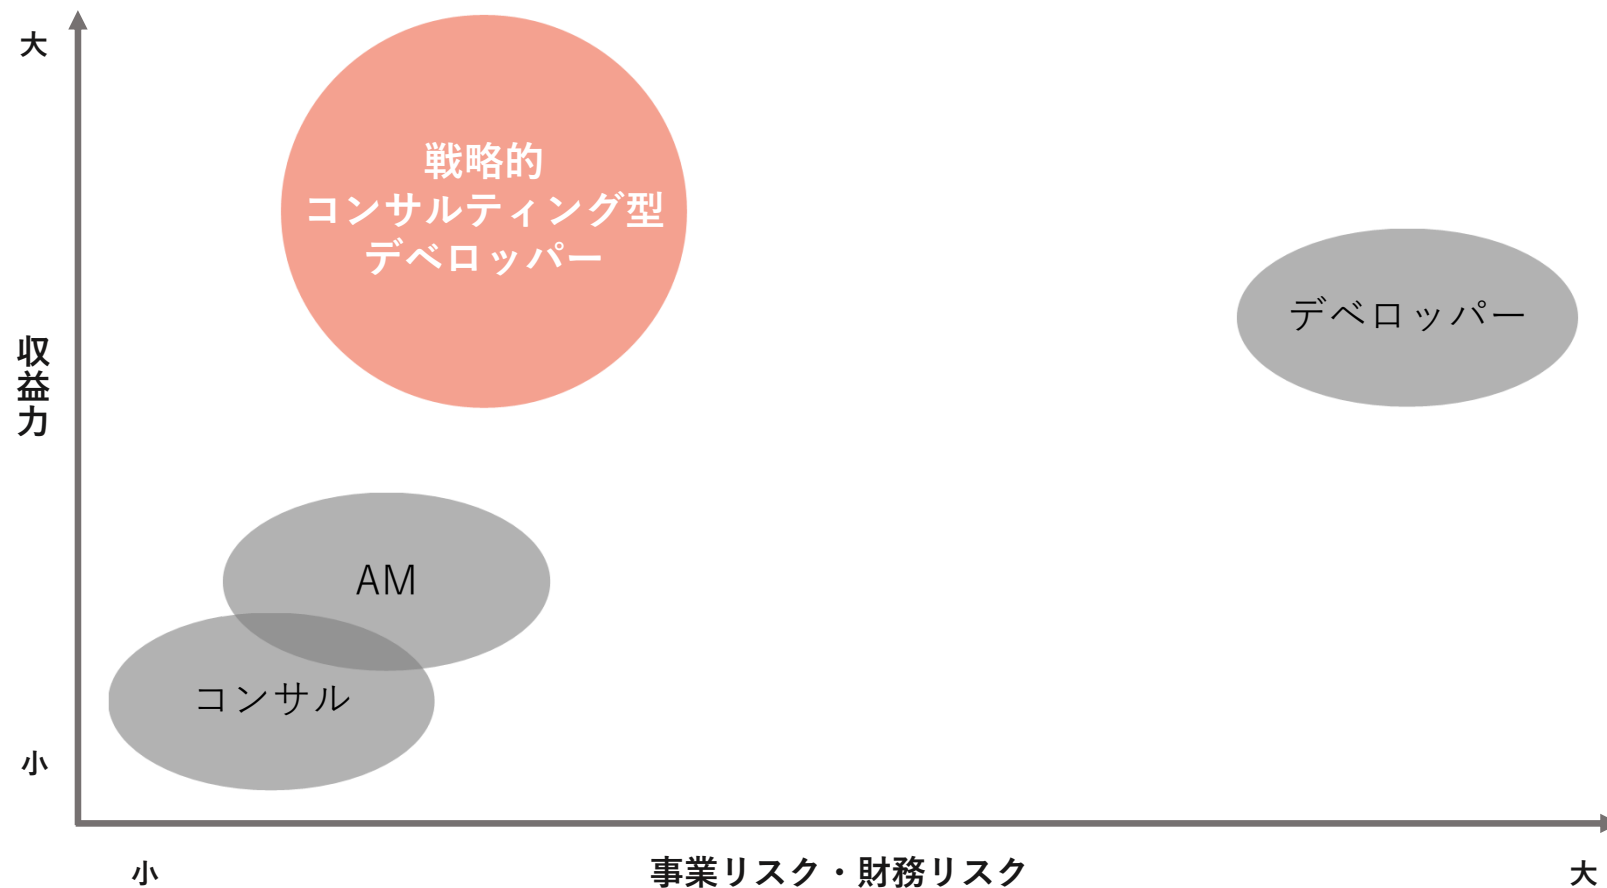 大
戦略的
コンサルティング型
デベロッパー
デベロッパー
収益力
AM
コンサル
小
小
事業リスク・財務リスク
大